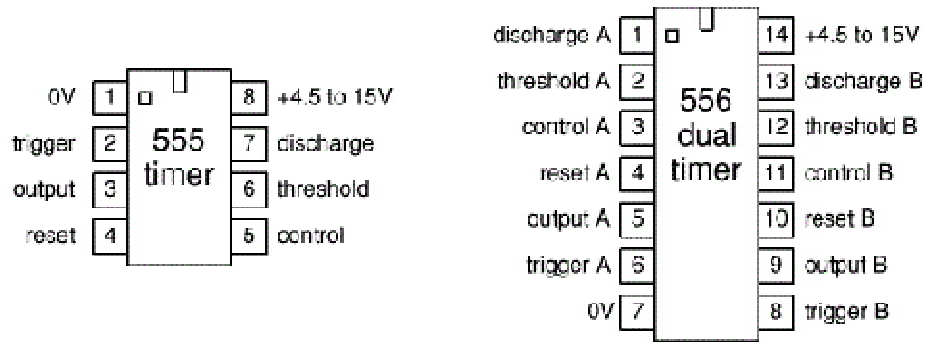 0V 1 8 +4.5 to 15V
trigger 2 555 7 discharge
timer
output 3 6 threshold
reset 4 5 control
discharge A 1 14 +4.5 to 15V
threshold A 2 13 discharge B
556
control A 3 dual 12 threshold B
reset A 4 timer 11 control B
output A 5 10 reset B
trigger A 6 9 output B
0V 7 8 trigger B